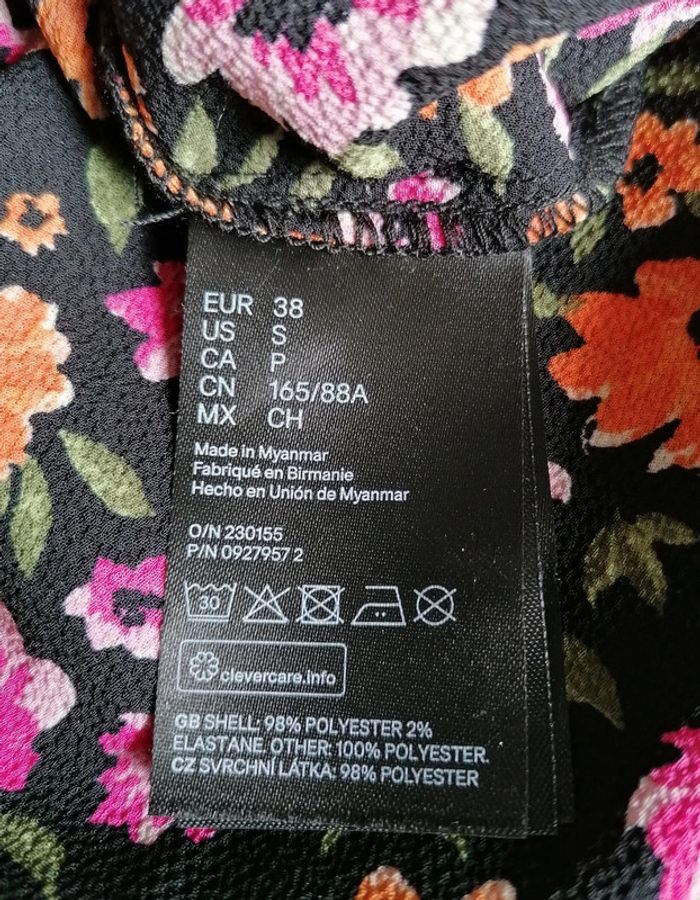 EUR 38
US S
CA P
CN 165/88A
MX CH
Made in Myanmar
Fabriqué en Birmanie
Hecho en Unión de Myanmar
O/N 230155
P/N 0927957 2
30
clevercare.info
GB SHELL: 98% POLYESTER 2%
ELASTANE. OTHER: 100% POLYESTER.
CZ SVRCHNÍ LÁTKA: 98% POLYESTER